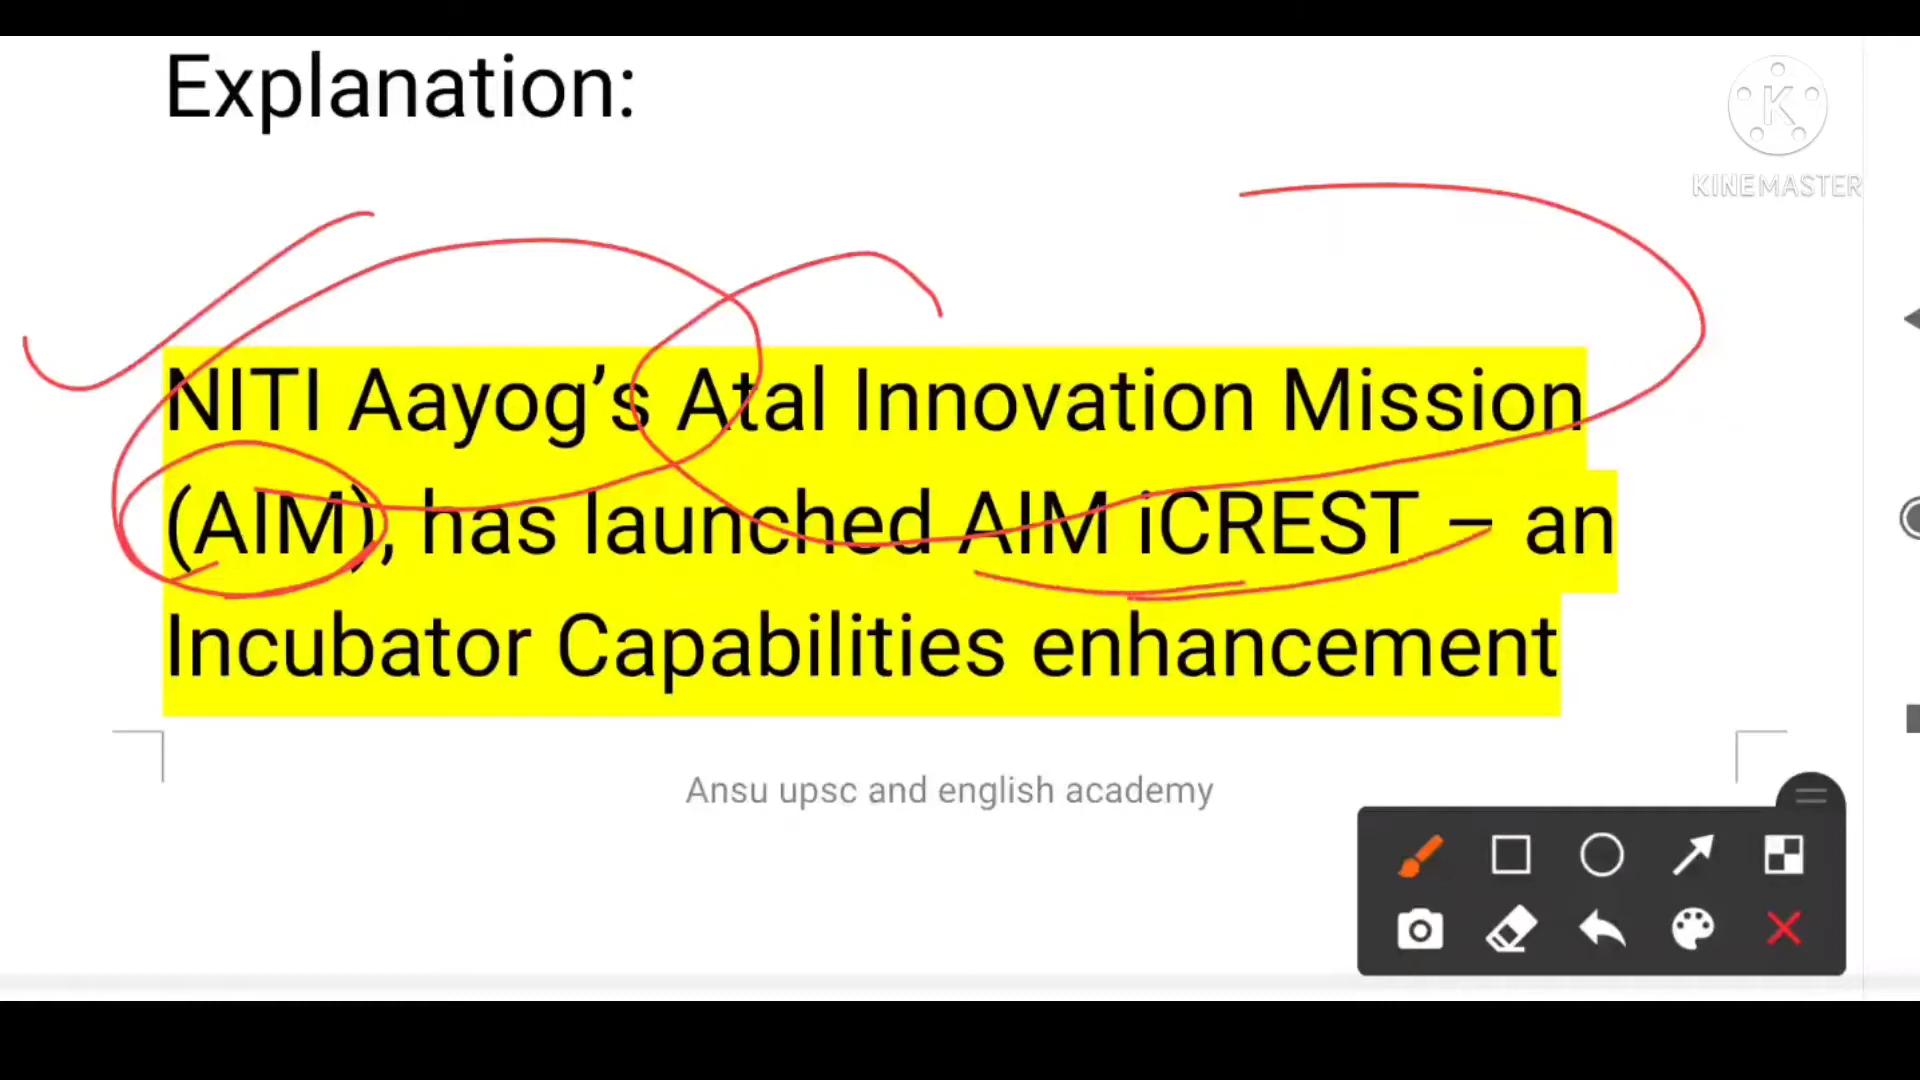 Explanation:
KINEMASTER
NITI Aayog’s Atal Innovation Mission
(AIM), has launched AIM iCREST – an
Incubator Capabilities enhancement
Ansu upsc and english academy